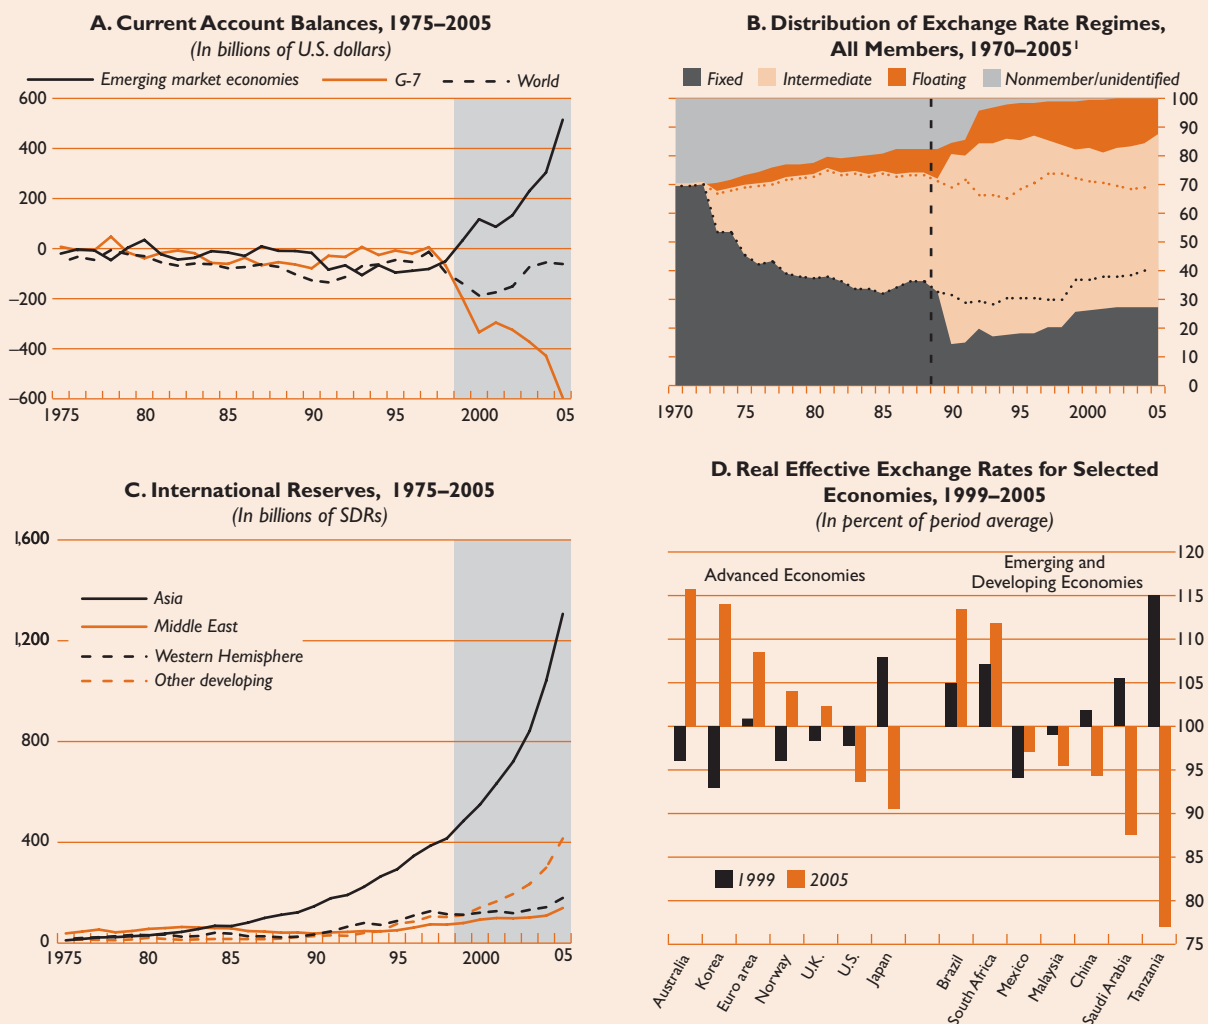 A. Current Account Balances, 1975–2005
(In billions of U.S. dollars)
Emerging market economies G-7 World
600
400
200
0
–200
–400
–600
1975 80 85 90 95 2000 05
B. Distribution of Exchange Rate Regimes,
All Members, 1970–2005¹
Fixed Intermediate Floating Nonmember/unidentified
100
90
80
70
60
50
40
30
20
10
0
1970 75 80 85 90 95 2000 05
C. International Reserves, 1975–2005
(In billions of SDRs)
1,600
Asia
Middle East
1,200
Western Hemisphere
Other developing
800
400
0
1975 80 85 90 95 2000 05
D. Real Effective Exchange Rates for Selected
Economies, 1999–2005
(In percent of period average)
120
Advanced Economies
Emerging and
Developing Economies
115
110
105
100
95
90
85
1999 2005
80
75
Australia
Korea
Euro area
Norway
U.K.
U.S.
Japan
Brazil
South Africa
Mexico
Malaysia
China
Saudi Arabia
Tanzania